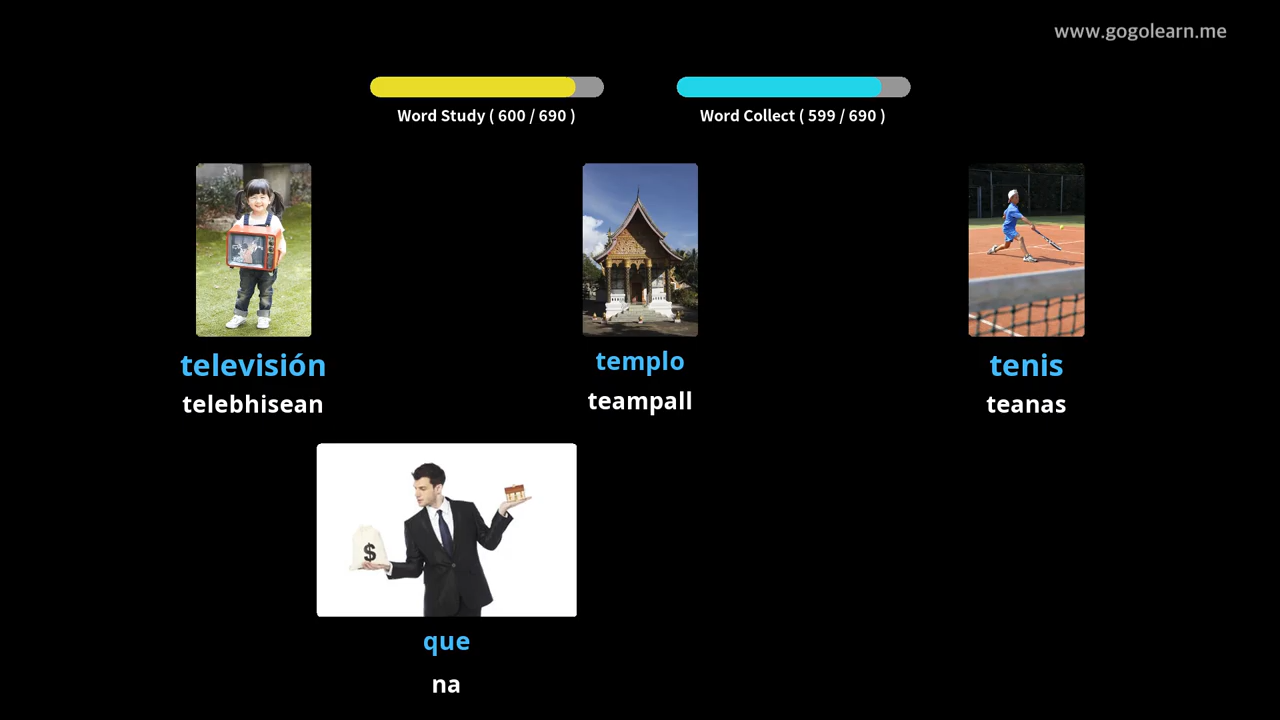 www.gogolearn.me
Word Study ( 600 / 690 )
Word Collect ( 599 / 690 )
televisión
telebhisean
templo
teampall
tenis
teanas
$
que
na